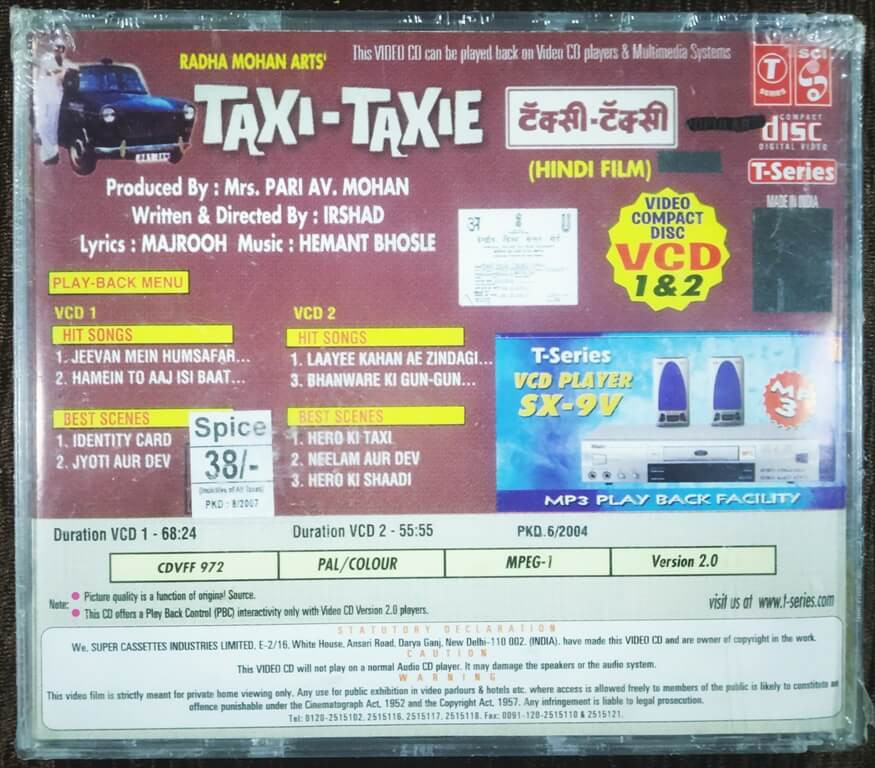 RADHA MOHAN ARTS'
This VIDEO CD can be played back on Video CD players & Multimedia Systems
T
SERIES
SCI
TAXI-TAXIE
टॅक्सी-टॅक्सी
COMPACT
disc
DIGITAL VIDEO
(HINDI FILM)
T-Series
MADE IN INDIA
Produced By : Mrs. PARI AV. MOHAN
Written & Directed By : IRSHAD
Lyrics : MAJROOH Music : HEMANT BHOSLE
अ
U
VIDEO
COMPACT
DISC
VCD
1&2
PLAY-BACK MENU
VCD 1
HIT SONGS
1. JEEVAN MEIN HUMSAFAR...
2. HAMEIN TO AAJ ISI BAAT...
BEST SCENES
1. IDENTITY CARD
2. JYOTI AUR DEV
VCD 2
HIT SONGS
1. LAAYEE KAHAN AE ZINDAGI...
3. BHANWARE KI GUN-GUN...
BEST SCENES
1. HERO KI TAXI
2. NEELAM AUR DEV
3. HERO KI SHAADI
Spice
38/-
(Inclusive of All Taxes)
PKD : 8/2007
T-Series
VCD PLAYER
SX-9V
MP
3
MP3 PLAY BACK FACILITY
Duration VCD 1 - 68:24
Duration VCD 2 - 55:55
PKD.6/2004
CDVFF 972
PAL/COLOUR
MPEG-1
Version 2.0
Note: Picture quality is a function of original Source.
This CD offers a Play Back Control (PBC) interactivity only with Video CD Version 2.0 players.
visit us at www.t-series.com
STATUTORY DECLARATION
We. SUPER CASSETTES INDUSTRIES LIMITED, E-2/16, White House, Ansari Road, Darya Ganj, New Delhi-110 002. (INDIA). have made this VIDEO CD and are owner of copyright in the work.
CAUTION
This VIDEO CD will not play on a normal Audio CD player. It may damage the speakers or the audio system.
WARNING
This video film is strictly meant for private home viewing only. Any use for public exhibition in video parlours & hotels etc. where access is allowed freely to members of the public is likely to constitute an
offence punishable under the Cinematograph Act, 1952 and the Copyright Act, 1957. Any infringement is liable to legal prosecution.
Tel: 0120-2515102, 2515116, 2515117, 2515118. Fax: 0091-120-2515110 & 2515121.